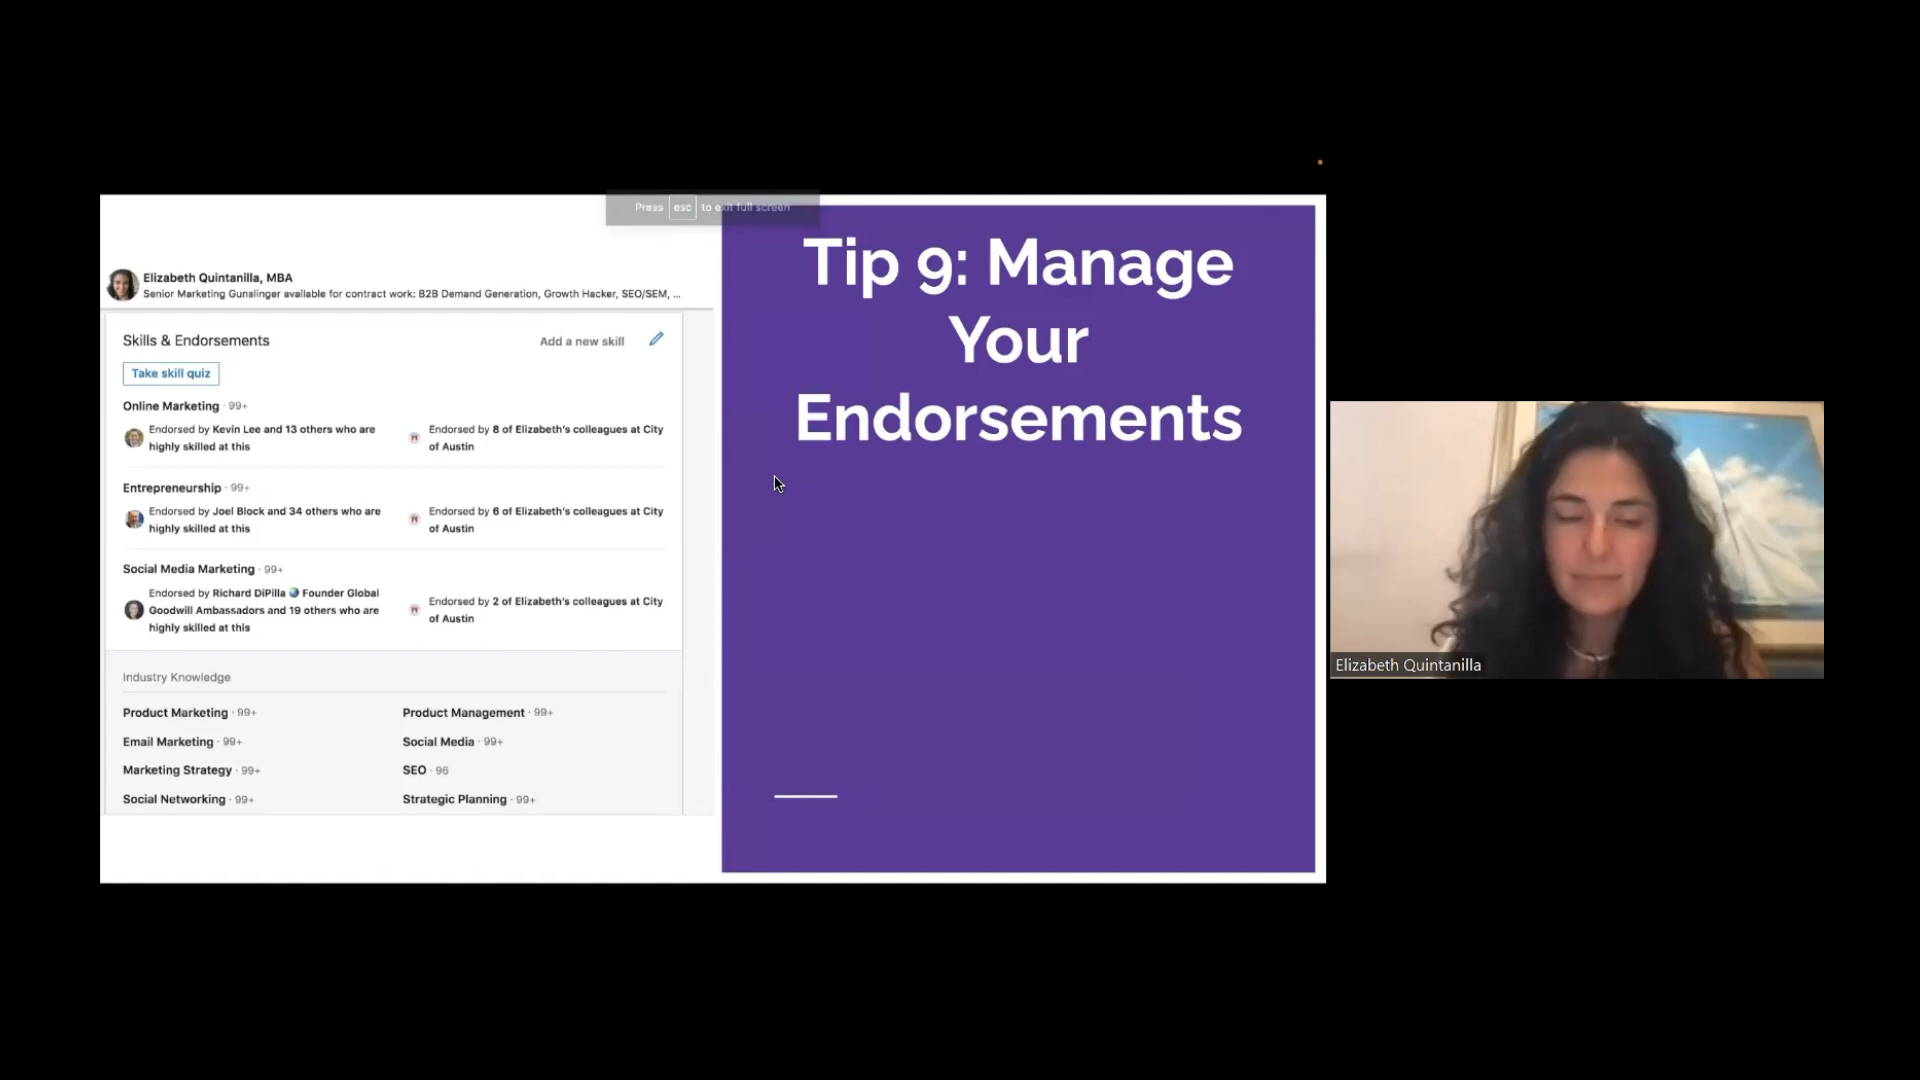 Press esc to exit full screen
Elizabeth Quintanilla, MBA
Senior Marketing Gunslinger available for contract work: B2B Demand Generation, Growth Hacker, SEO/SEM, ...
Skills & Endorsements
Add a new skill
Take skill quiz
Online Marketing · 99+
Endorsed by Kevin Lee and 13 others who are
highly skilled at this
Endorsed by 8 of Elizabeth's colleagues at City
of Austin
Entrepreneurship · 99+
Endorsed by Joel Block and 34 others who are
highly skilled at this
Endorsed by 6 of Elizabeth's colleagues at City
of Austin
Social Media Marketing · 99+
Endorsed by Richard DiPilla 🌎 Founder Global
Goodwill Ambassadors and 19 others who are
highly skilled at this
Endorsed by 2 of Elizabeth's colleagues at City
of Austin
Industry Knowledge
Product Marketing · 99+
Product Management · 99+
Email Marketing · 99+
Social Media · 99+
Marketing Strategy · 99+
SEO · 96
Social Networking · 99+
Strategic Planning · 99+
Tip 9: Manage
Your
Endorsements
Elizabeth Quintanilla